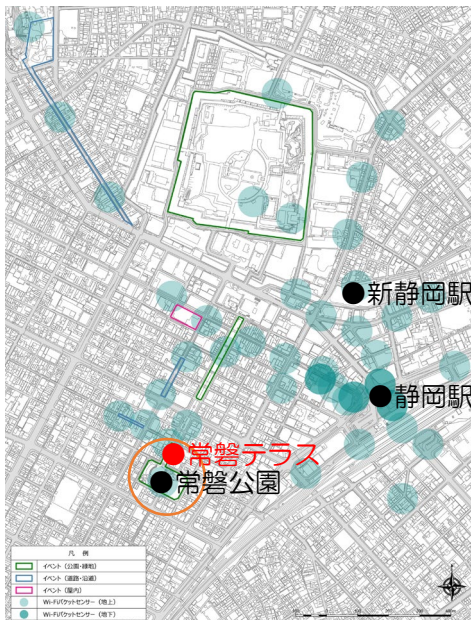 新静岡駅
静岡駅
常磐テラス
常磐公園
凡 例
イベント (公園・緑地)
イベント (道路・沿道)
イベント (屋内)
Wi-Fiパケットセンサー (地上)
Wi-Fiパケットセンサー (地下)